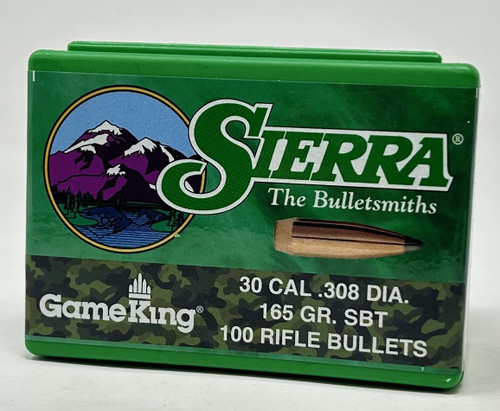 SIERRA®
The Bulletsmiths
GameKing®
30 CAL .308 DIA.
165 GR. SBT
100 RIFLE BULLETS